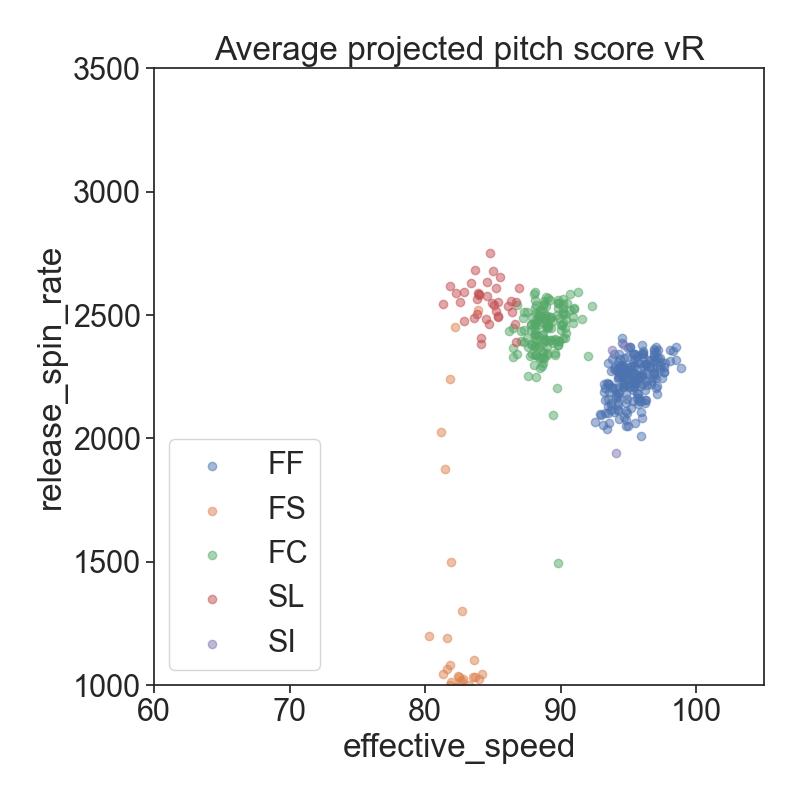 Average projected pitch score vR
3500
3000
2500
2000
1500
1000
release_spin_rate
FF
FS
FC
SL
SI
60 70 80 90 100
effective_speed